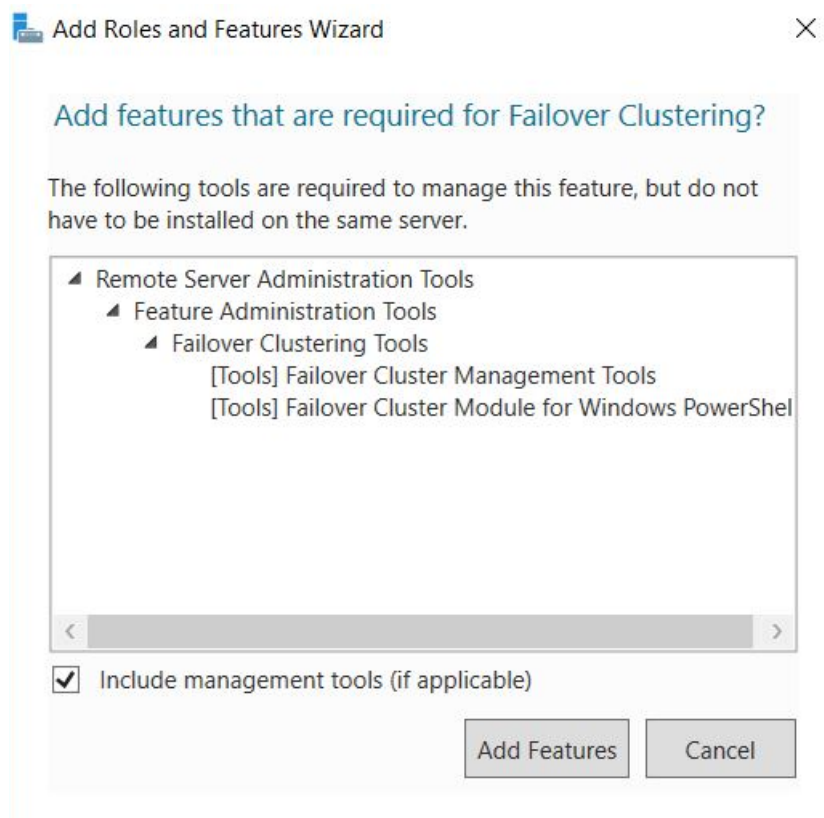 Add Roles and Features Wizard
Add features that are required for Failover Clustering?
The following tools are required to manage this feature, but do not
have to be installed on the same server.
Remote Server Administration Tools
Feature Administration Tools
Failover Clustering Tools
[Tools] Failover Cluster Management Tools
[Tools] Failover Cluster Module for Windows PowerShel
Include management tools (if applicable)
Add Features
Cancel